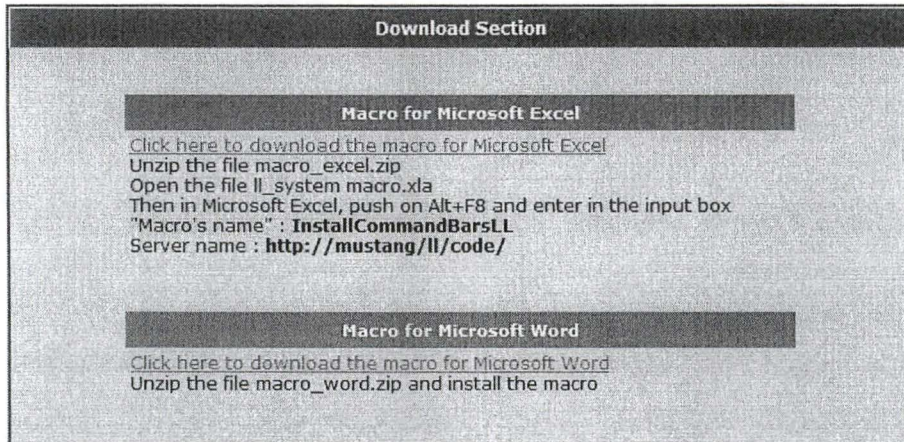 Download Section
Macro for Microsoft Excel
Click here to download the macro for Microsoft Excel
Unzip the file macro_excel.zip
Open the file ll_system macro.xla
Then in Microsoft Excel, push on Alt+F8 and enter in the input box
"Macro's name" : InstallCommandBarsLL
Server name : http://mustang/ll/code/
Macro for Microsoft Word
Click here to download the macro for Microsoft Word
Unzip the file macro_word.zip and install the macro